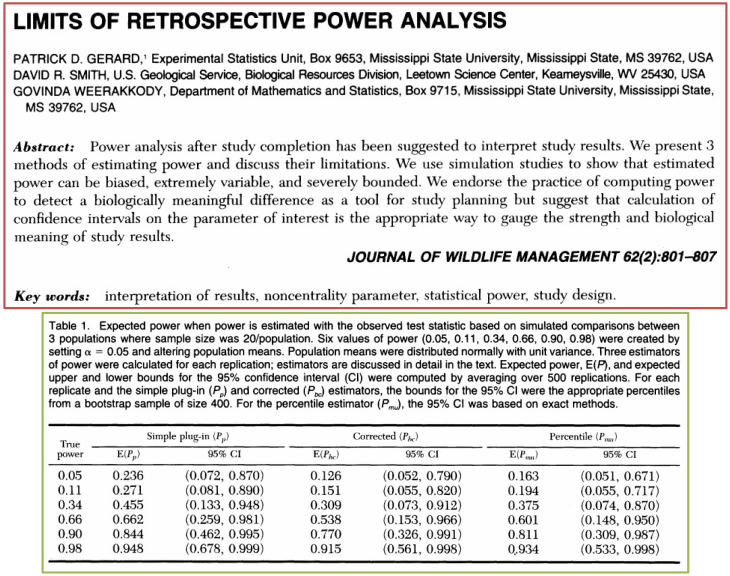 LIMITS OF RETROSPECTIVE POWER ANALYSIS
PATRICK D. GERARD,¹ Experimental Statistics Unit, Box 9653, Mississippi State University, Mississippi State, MS 39762, USA
DAVID R. SMITH, U.S. Geological Service, Biological Resources Division, Leetown Science Center, Kearneysville, WV 25430, USA
GOVINDA WEERAKKODY, Department of Mathematics and Statistics, Box 9715, Mississippi State University, Mississippi State,
MS 39762, USA
Abstract: Power analysis after study completion has been suggested to interpret study results. We present 3
methods of estimating power and discuss their limitations. We use simulation studies to show that estimated
power can be biased, extremely variable, and severely bounded. We endorse the practice of computing power
to detect a biologically meaningful difference as a tool for study planning but suggest that calculation of
confidence intervals on the parameter of interest is the appropriate way to gauge the strength and biological
meaning of study results.
JOURNAL OF WILDLIFE MANAGEMENT 62(2):801–807
Key words: interpretation of results, noncentrality parameter, statistical power, study design.
Table 1. Expected power when power is estimated with the observed test statistic based on simulated comparisons between
3 populations where sample size was 20/population. Six values of power (0.05, 0.11, 0.34, 0.66, 0.90, 0.98) were created by
setting α = 0.05 and altering population means. Population means were distributed normally with unit variance. Three estimators
of power were calculated for each replication; estimators are discussed in detail in the text. Expected power, E(P), and expected
upper and lower bounds for the 95% confidence interval (CI) were computed by averaging over 500 replications. For each
replicate and the simple plug-in (Pp) and corrected (Pbc) estimators, the bounds for the 95% CI were the appropriate percentiles
from a bootstrap sample of size 400. For the percentile estimator (Pmu), the 95% CI was based on exact methods.
True power Simple plug-in (Pp) Corrected (Pbc) Percentile (Pmu)
E(Pp) 95% CI E(Pbc) 95% CI E(Pmu) 95% CI
0.05 0.236 (0.072, 0.870) 0.126 (0.052, 0.790) 0.163 (0.051, 0.671)
0.11 0.271 (0.081, 0.890) 0.151 (0.055, 0.820) 0.194 (0.055, 0.717)
0.34 0.455 (0.133, 0.948) 0.309 (0.073, 0.912) 0.375 (0.074, 0.870)
0.66 0.662 (0.259, 0.981) 0.538 (0.153, 0.966) 0.601 (0.148, 0.950)
0.90 0.844 (0.462, 0.995) 0.770 (0.326, 0.991) 0.811 (0.309, 0.987)
0.98 0.948 (0.678, 0.999) 0.915 (0.561, 0.998) 0,934 (0.533, 0.998)